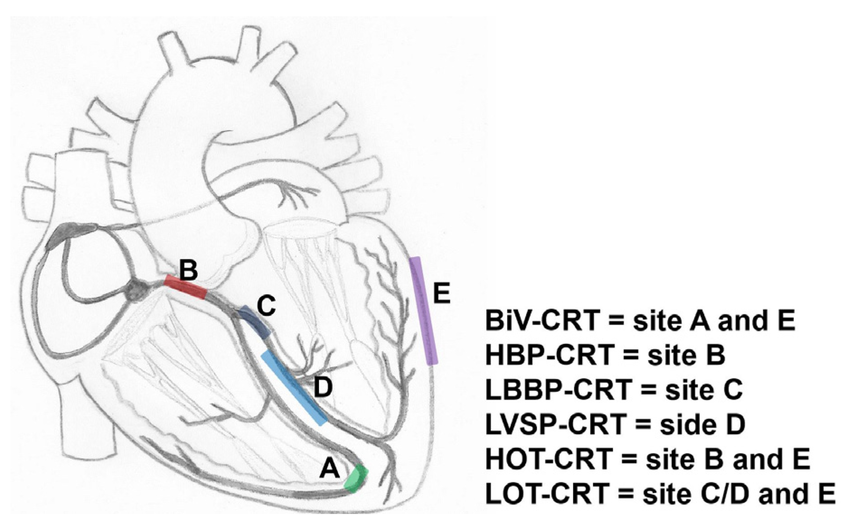 B
C
E
D
A
BiV-CRT = site A and E
HBP-CRT = site B
LBBP-CRT = site C
LVSP-CRT = side D
HOT-CRT = site B and E
LOT-CRT = site C/D and E